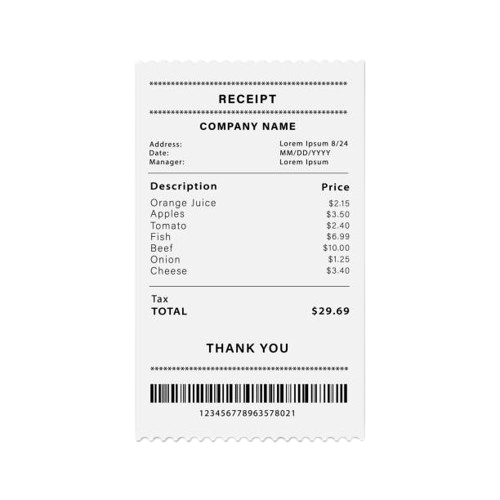 ************************************************
RECEIPT
************************************************
COMPANY NAME
Address: Lorem Ipsum 8/24
Date: MM/DD/YYYY
Manager: Lorem Ipsum
Description Price
Orange Juice $2.15
Apples $3.50
Tomato $2.40
Fish $6.99
Beef $10.00
Onion $1.25
Cheese $3.40
Tax
TOTAL $29.69
THANK YOU
************************************************
123456778963578021